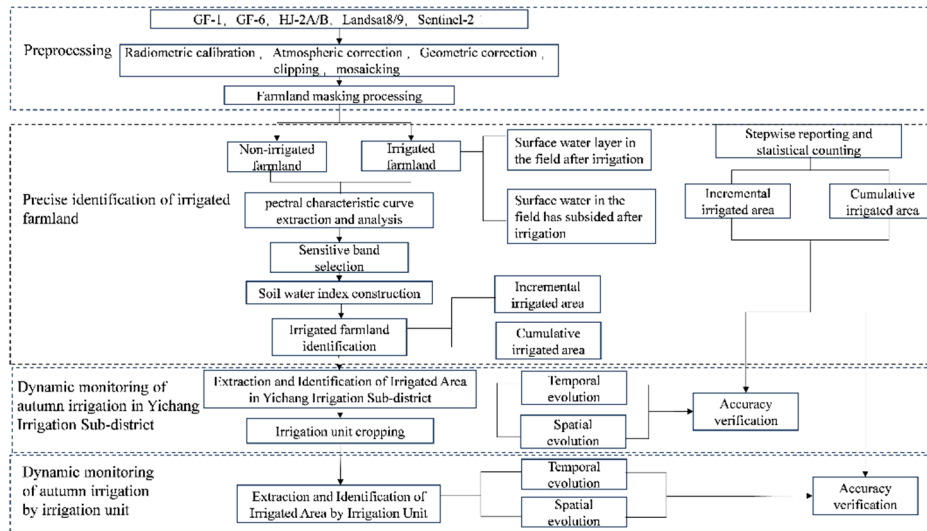 GF-1, GF-6, HJ-2A/B, Landsat8/9, Sentinel-2
Preprocessing
Radiometric calibration, Atmospheric correction, Geometric correction,
clipping, mosaicking
Farmland masking processing
Precise identification of irrigated
farmland
Non-irrigated
farmland
Irrigated
farmland
Surface water layer in
the field after irrigation
Surface water in the
field has subsided after
irrigation
pectral characteristic curve
extraction and analysis
Sensitive band
selection
Soil water index construction
Irrigated farmland
identification
Incremental
irrigated area
Cumulative
irrigated area
Stepwise reporting and
statistical counting
Incremental
irrigated area
Cumulative
irrigated area
Dynamic monitoring of
autumn irrigation in Yichang
Irrigation Sub-district
Extraction and Identification of Irrigated Area
in Yichang Irrigation Sub-district
Irrigation unit cropping
Temporal
evolution
Spatial
evolution
Accuracy
verification
Dynamic monitoring
of autumn irrigation
by irrigation unit
Extraction and Identification of
Irrigated Area by Irrigation Unit
Temporal
evolution
Spatial
evolution
Accuracy
verification